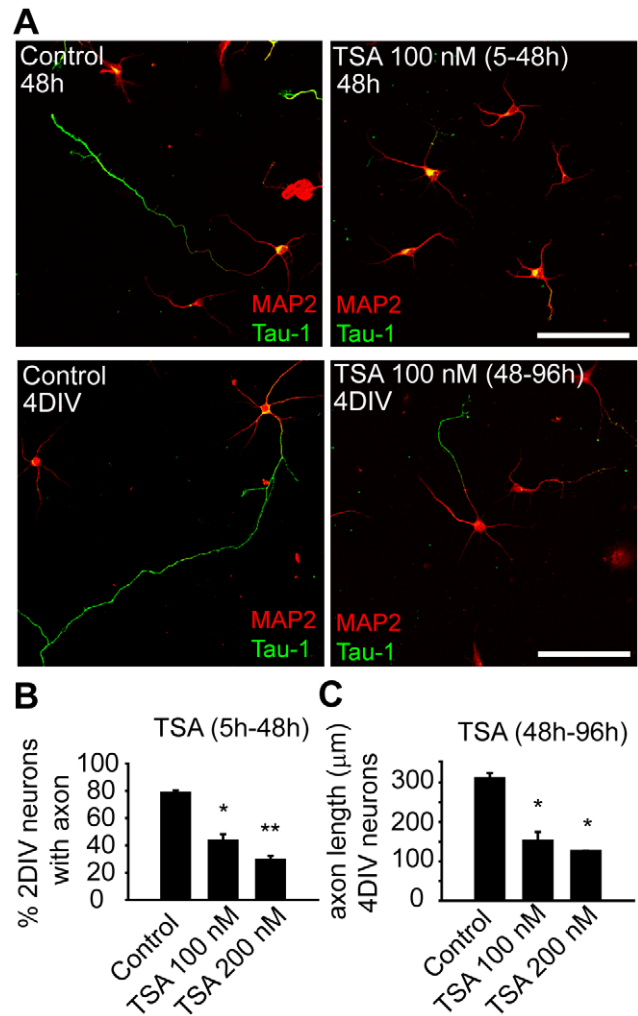 A
Control
48h
MAP2
Tau-1
TSA 100 nM (5-48h)
48h
MAP2
Tau-1
Control
4DIV
MAP2
Tau-1
TSA 100 nM (48-96h)
4DIV
MAP2
Tau-1
B
TSA (5h-48h)
% 2DIV neurons
with axon
80
60
40
20
0
*
**
Control
TSA 100 nM
TSA 200 nM
C
TSA (48h-96h)
axon length (μm)
4DIV neurons
300
200
100
0
*
*
Control
TSA 100 nM
TSA 200 nM